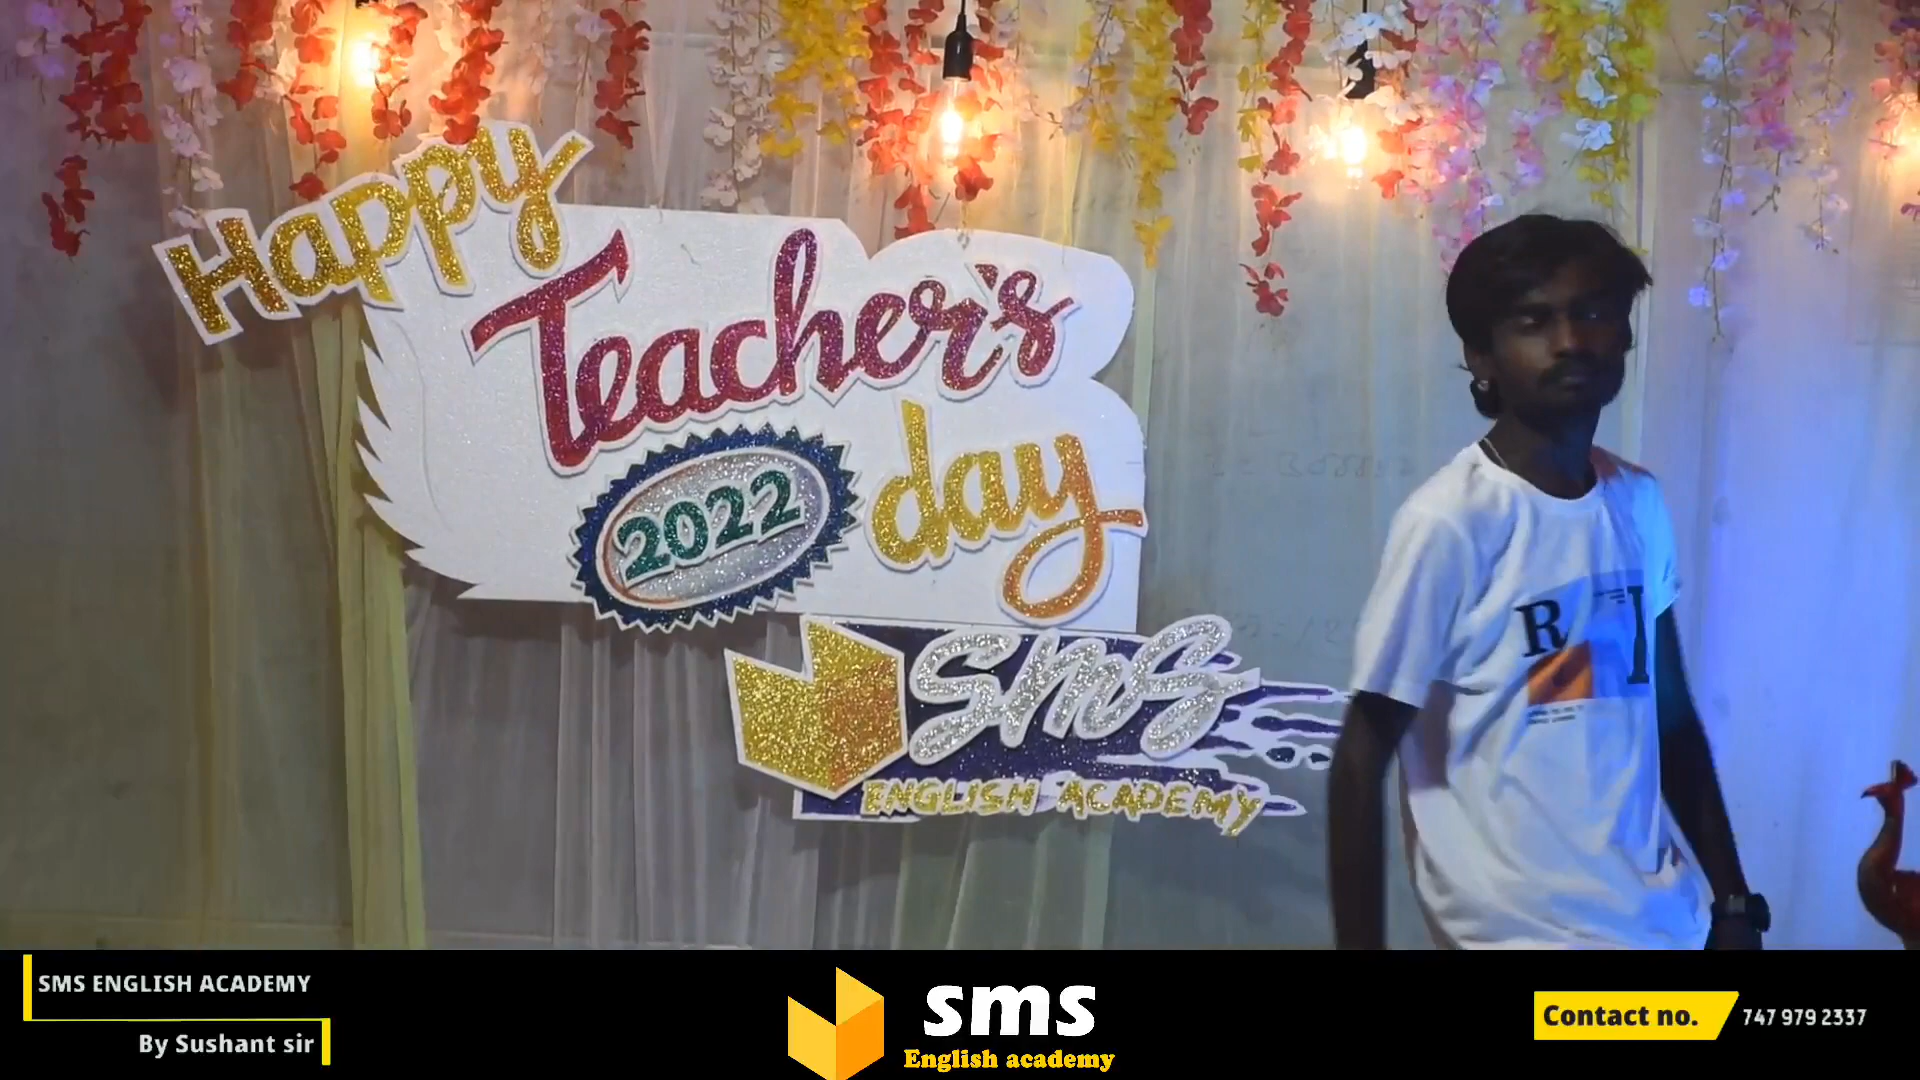 Happy
Teacher's
2022 day
SMS
ENGLISH ACADEMY
R
SMS ENGLISH ACADEMY
By Sushant sir
sms
English academy
Contact no. 747 979 2337